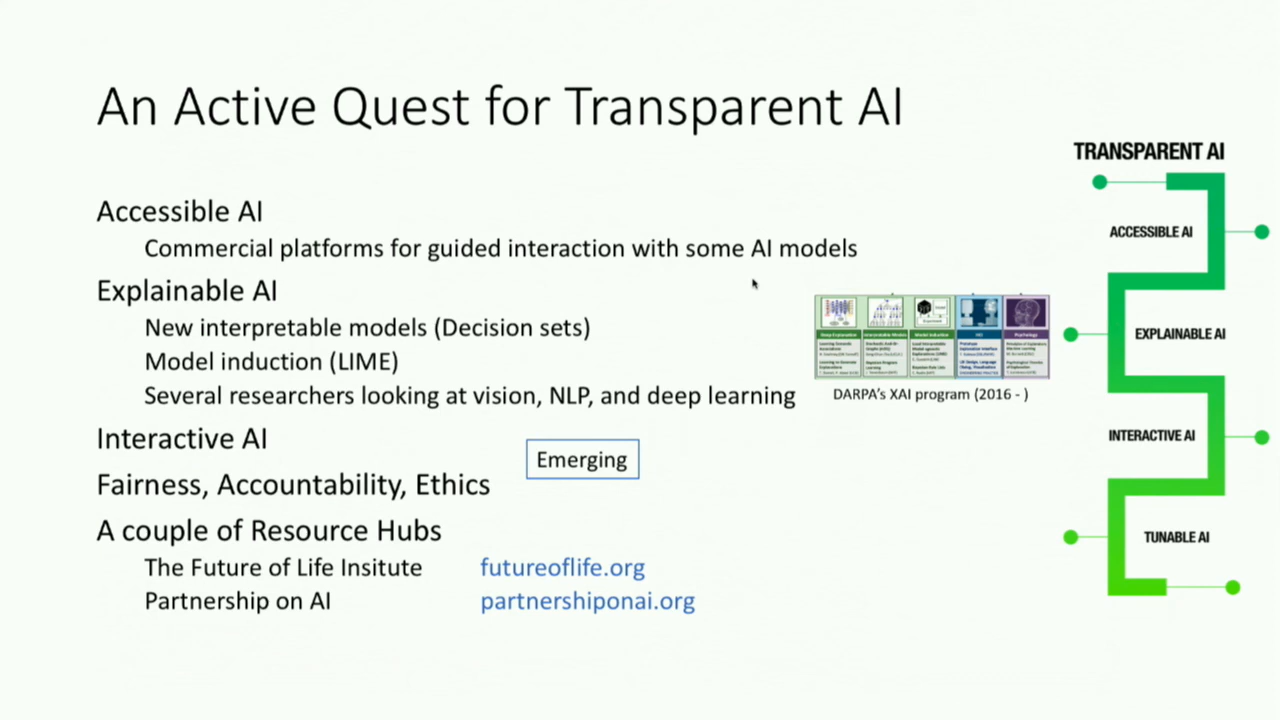 An Active Quest for Transparent AI
Accessible AI
Commercial platforms for guided interaction with some AI models
Explainable AI
New interpretable models (Decision sets)
Model induction (LIME)
Several researchers looking at vision, NLP, and deep learning
DARPA's XAI program (2016 - )
Interactive AI
Emerging
Fairness, Accountability, Ethics
A couple of Resource Hubs
The Future of Life Insitute futureoflife.org
Partnership on AI partnershiponai.org
TRANSPARENT AI
ACCESSIBLE AI
EXPLAINABLE AI
INTERACTIVE AI
TUNABLE AI